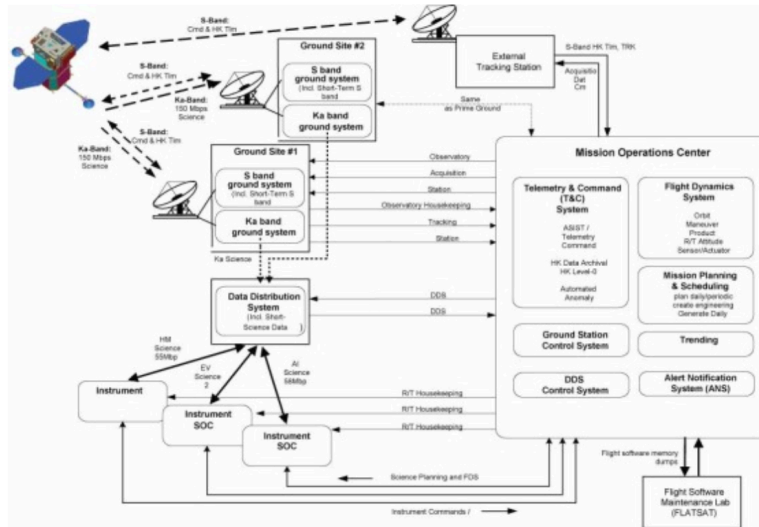 S-Band:
Cmd & HK Tlm
S-Band:
Cmd & HK Tlm
Ka-Band:
150 Mbps
Science
S-Band:
Cmd & HK Tlm
Ka-Band:
150 Mbps
Science
Ground Site #2
S band
ground system
(Incl. Short-Term S
band
Ka band
ground system
External
Tracking Station
S-Band HK Tlm, TRK
Acquisitio
Dat
Cm
Same
as Prime Ground
Ground Site #1
S band
ground system
(Incl. Short-Term S
band
Ka band
ground system
Ka Science
Observatory
Acquisition
Station
Observatory Housekeeping
Tracking
Station
Mission Operations Center
Telemetry & Command
(T&C)
System
ASIST /
Telemetry
Command
HK Data Archival
HK Level-0
Automated
Anomaly
Flight Dynamics
System
Orbit
Maneuver
Product
R/T Attitude
Sensor/Actuator
Mission Planning
& Scheduling
plan daily/periodic
create engineering
Generate Daily
Ground Station
Control System
Trending
DDS
Control System
Alert Notification
System (ANS)
Data Distribution
System
(Incl. Short-
Science Data )
DDS
DDS
HM
Science
55Mbp
EV
Science
2
AI
Science
58Mbp
Instrument
Instrument
SOC
Instrument
SOC
R/T Housekeeping
R/T Housekeeping
R/T Housekeeping
Science Planning and FDS
Instrument Commands /
Flight software memory
dumps
Flight Software
Maintenance Lab
(FLATSAT)